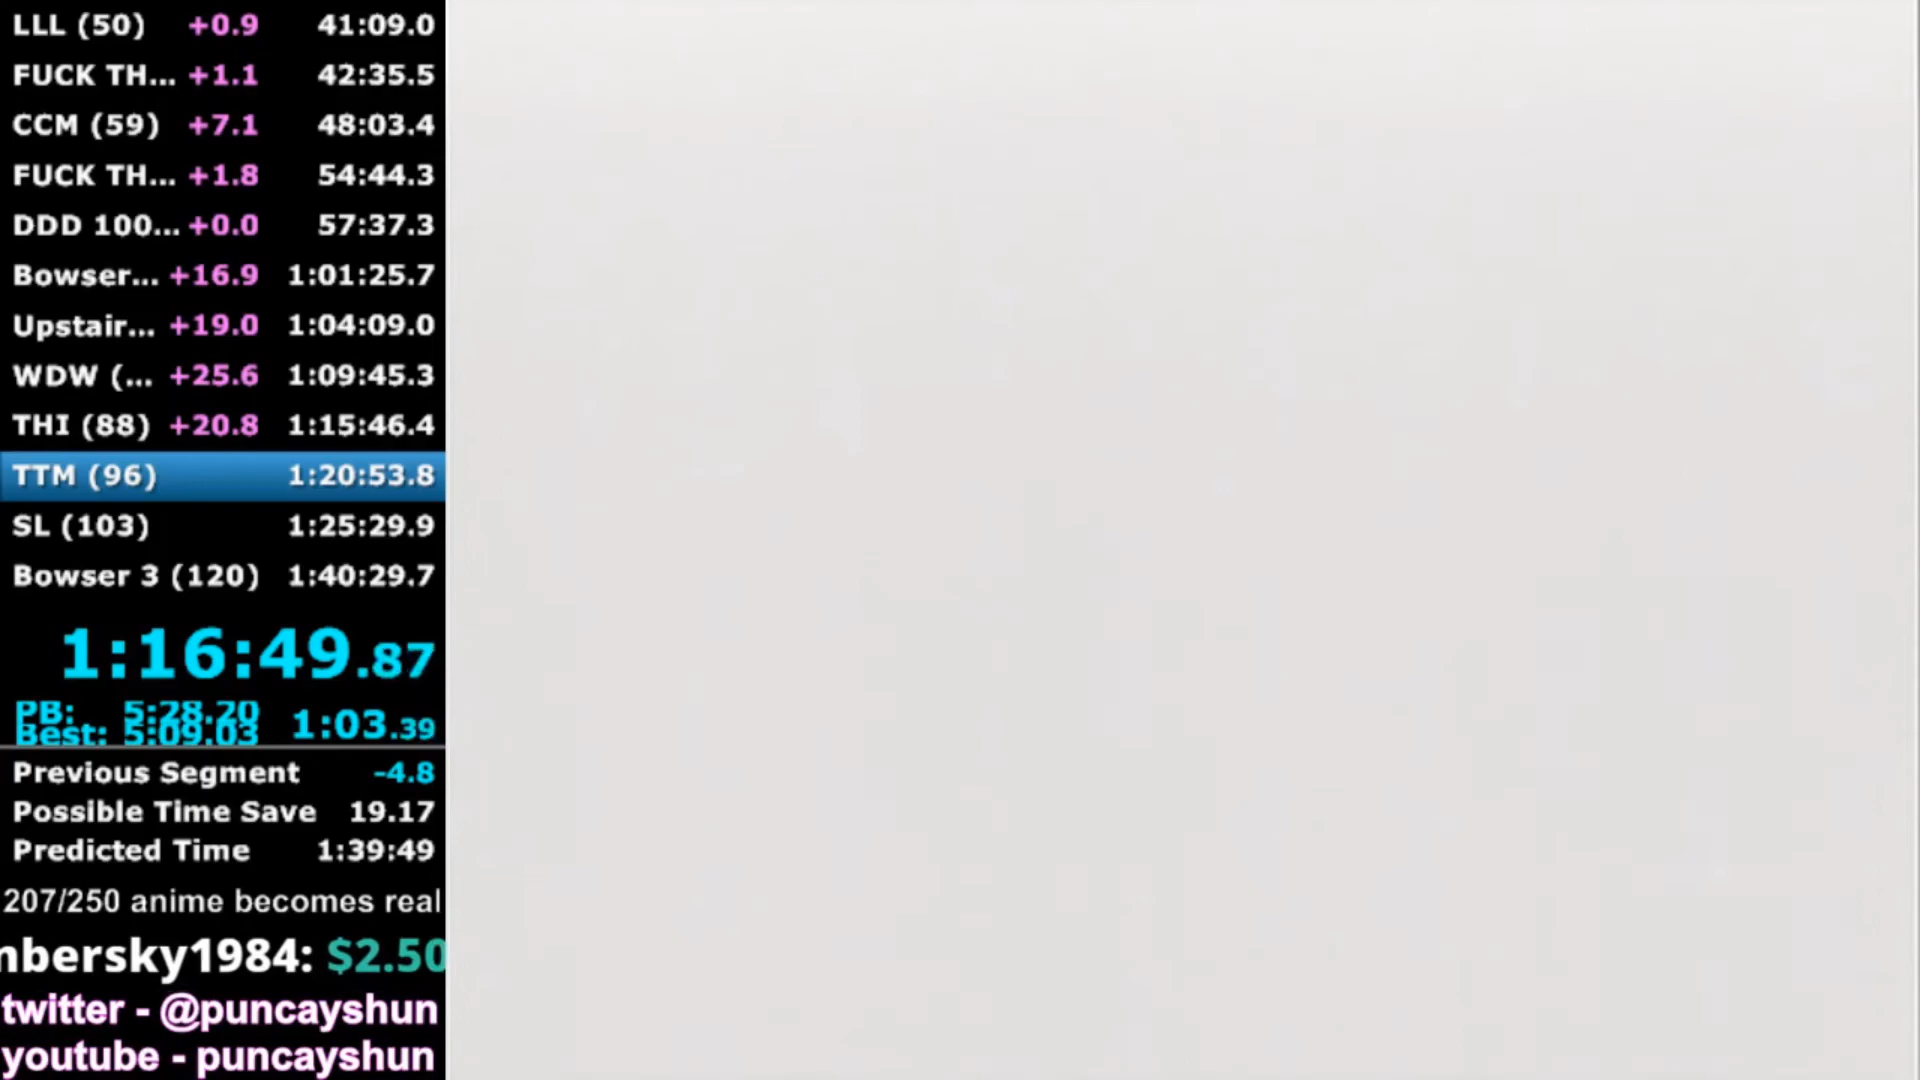 LLL (50) +0.9 41:09.0
FUCK TH... +1.1 42:35.5
CCM (59) +7.1 48:03.4
FUCK TH... +1.8 54:44.3
DDD 100... +0.0 57:37.3
Bowser... +16.9 1:01:25.7
Upstair... +19.0 1:04:09.0
WDW (... +25.6 1:09:45.3
THI (88) +20.8 1:15:46.4
TTM (96) 1:20:53.8
SL (103) 1:25:29.9
Bowser 3 (120) 1:40:29.7
1:16:49.87
PB: 5:28.20 1:03.39
Best: 5:09.03
Previous Segment -4.8
Possible Time Save 19.17
Predicted Time 1:39:49
207/250 anime becomes real
nbersky1984: $2.50
twitter - @puncayshun
youtube - puncayshun